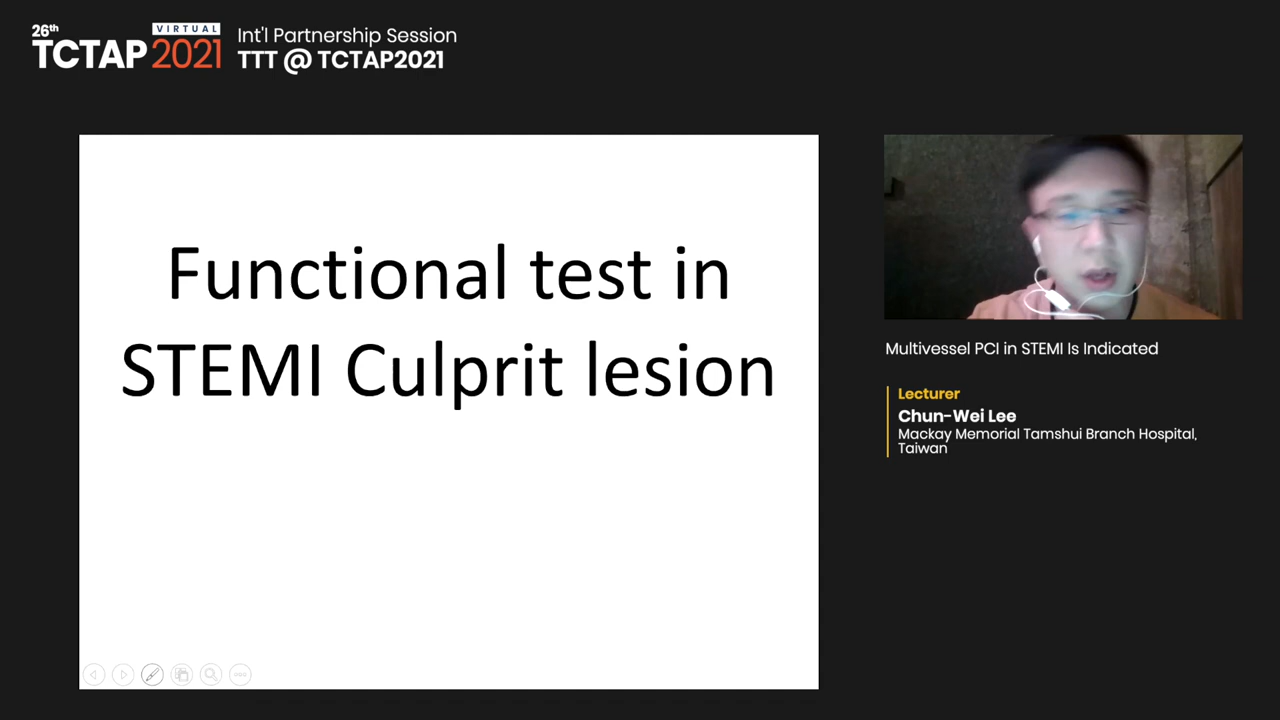 26th
VIRTUAL
TCTAP 2021
Int'l Partnership Session
TTT @ TCTAP2021
Functional test in
STEMI Culprit lesion
Multivessel PCI in STEMI Is Indicated
Lecturer
Chun-Wei Lee
Mackay Memorial Tamshui Branch Hospital,
Taiwan